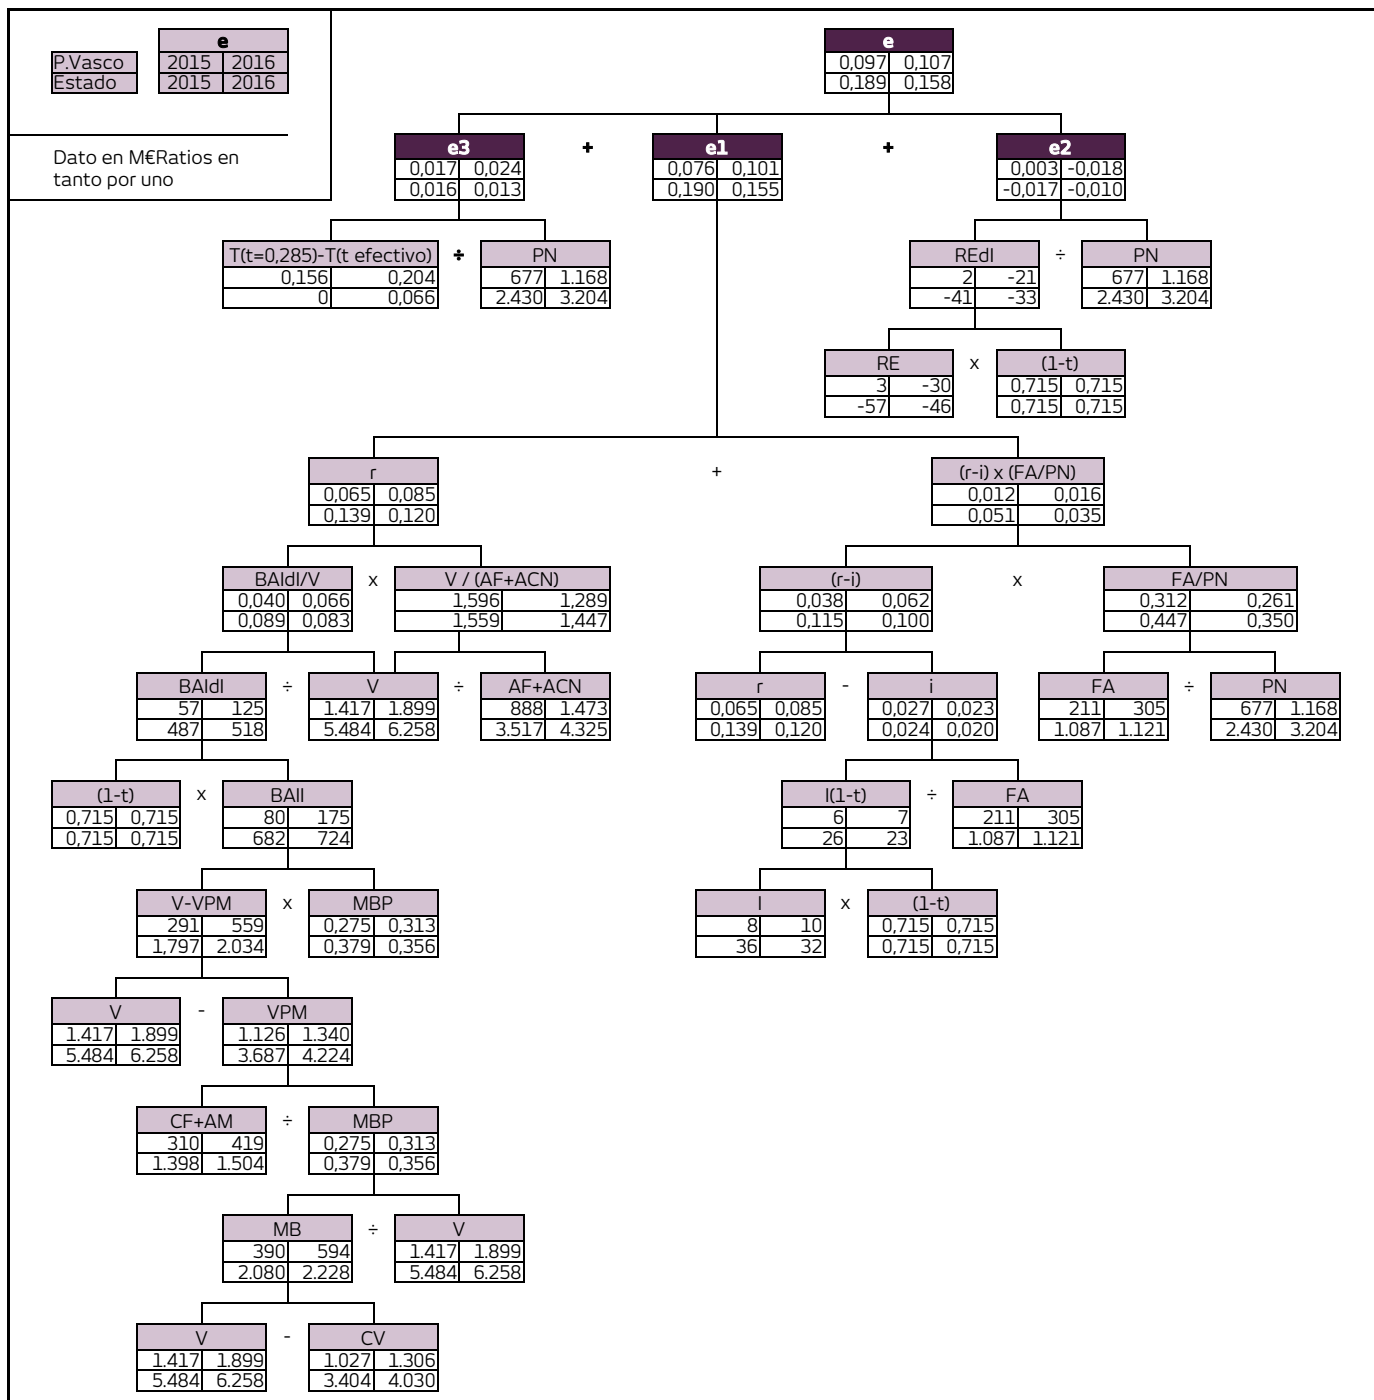 e
P.Vasco 2015 2016
Estado 2015 2016
Dato en M€Ratios en
tanto por uno
e
0,097 0,107
0,189 0,158
e3 + e1 + e2
0,017 0,024 0,076 0,101 0,003 -0,018
0,016 0,013 0,190 0,155 -0,017 -0,010
T(t=0,285)-T(t efectivo) ÷ PN REdI ÷ PN
0,156 0,204 677 1.168 2 -21 677 1.168
0 0,066 2.430 3.204 -41 -33 2.430 3.204
RE x (1-t)
3 -30 0,715 0,715
-57 -46 0,715 0,715
r + (r-i) x (FA/PN)
0,065 0,085 0,012 0,016
0,139 0,120 0,051 0,035
BAIdI/V x V / (AF+ACN) (r-i) x FA/PN
0,040 0,066 1,596 1,289 0,038 0,062 0,312 0,261
0,089 0,083 1,559 1,447 0,115 0,100 0,447 0,350
BAIdI ÷ V ÷ AF+ACN r - i FA ÷ PN
57 125 1.417 1.899 888 1.473 0,065 0,085 0,027 0,023 211 305 677 1.168
487 518 5.484 6.258 3.517 4.325 0,139 0,120 0,024 0,020 1.087 1.121 2.430 3.204
(1-t) x BAII I(1-t) ÷ FA
0,715 0,715 80 175 6 7 211 305
0,715 0,715 682 724 26 23 1.087 1.121
V-VPM x MBP I x (1-t)
291 559 0,275 0,313 8 10 0,715 0,715
1,797 2.034 0,379 0,356 36 32 0,715 0,715
V - VPM
1.417 1.899 1.126 1.340
5.484 6.258 3.687 4.224
CF+AM ÷ MBP
310 419 0,275 0,313
1.398 1.504 0,379 0,356
MB ÷ V
390 594 1.417 1.899
2.080 2.228 5.484 6.258
V - CV
1.417 1.899 1.027 1.306
5.484 6.258 3.404 4.030